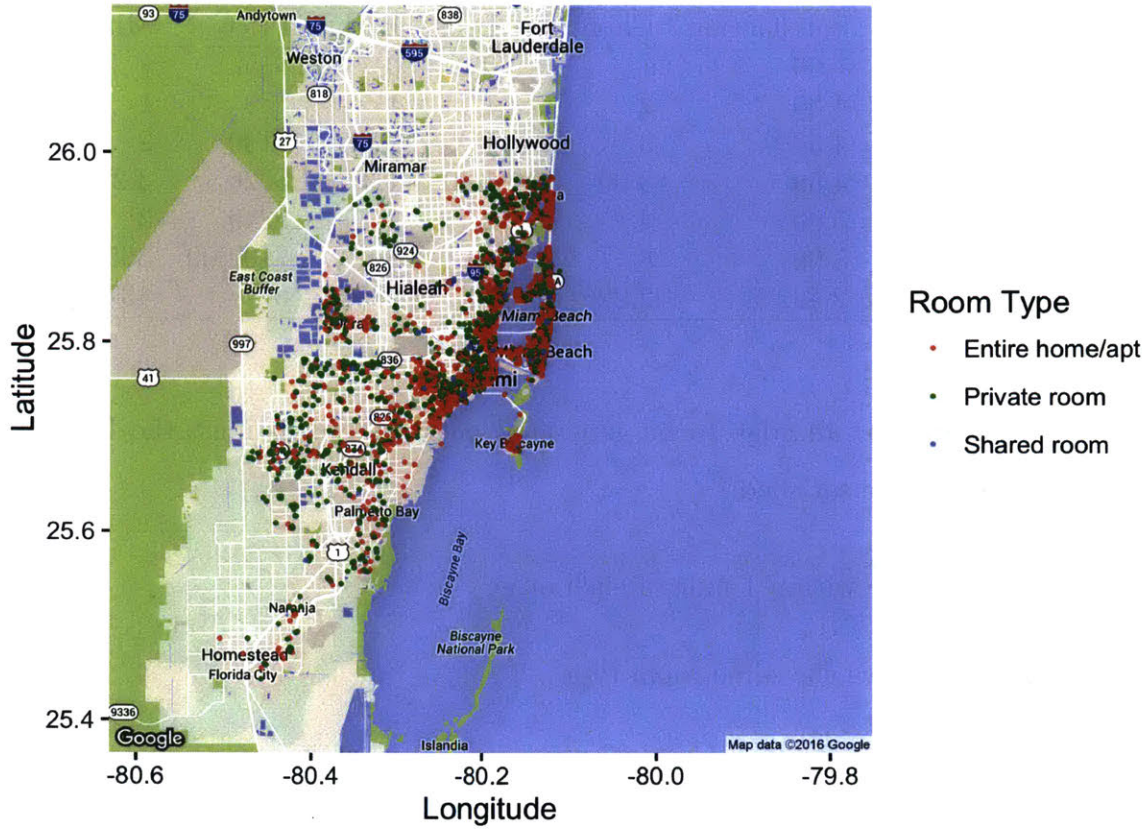 93
Andytown
75
75
838
Fort
Lauderdale
595
Weston
818
27
75
Hollywood
26.0
Miramar
924
826
95
A
East Coast
Buffer
Hialeah
Miami Beach
25.8
997
836
Beach
41
826
Key Biscayne
874
Kendall
Palmetto Bay
25.6
1
Biscayne Bay
Naranja
Biscayne
National Park
Homestead
Florida City
25.4
9336
Google
Islandia
Map data ©2016 Google
-80.6
-80.4
-80.2
-80.0
-79.8
Longitude
Latitude
Room Type
Entire home/apt
Private room
Shared room